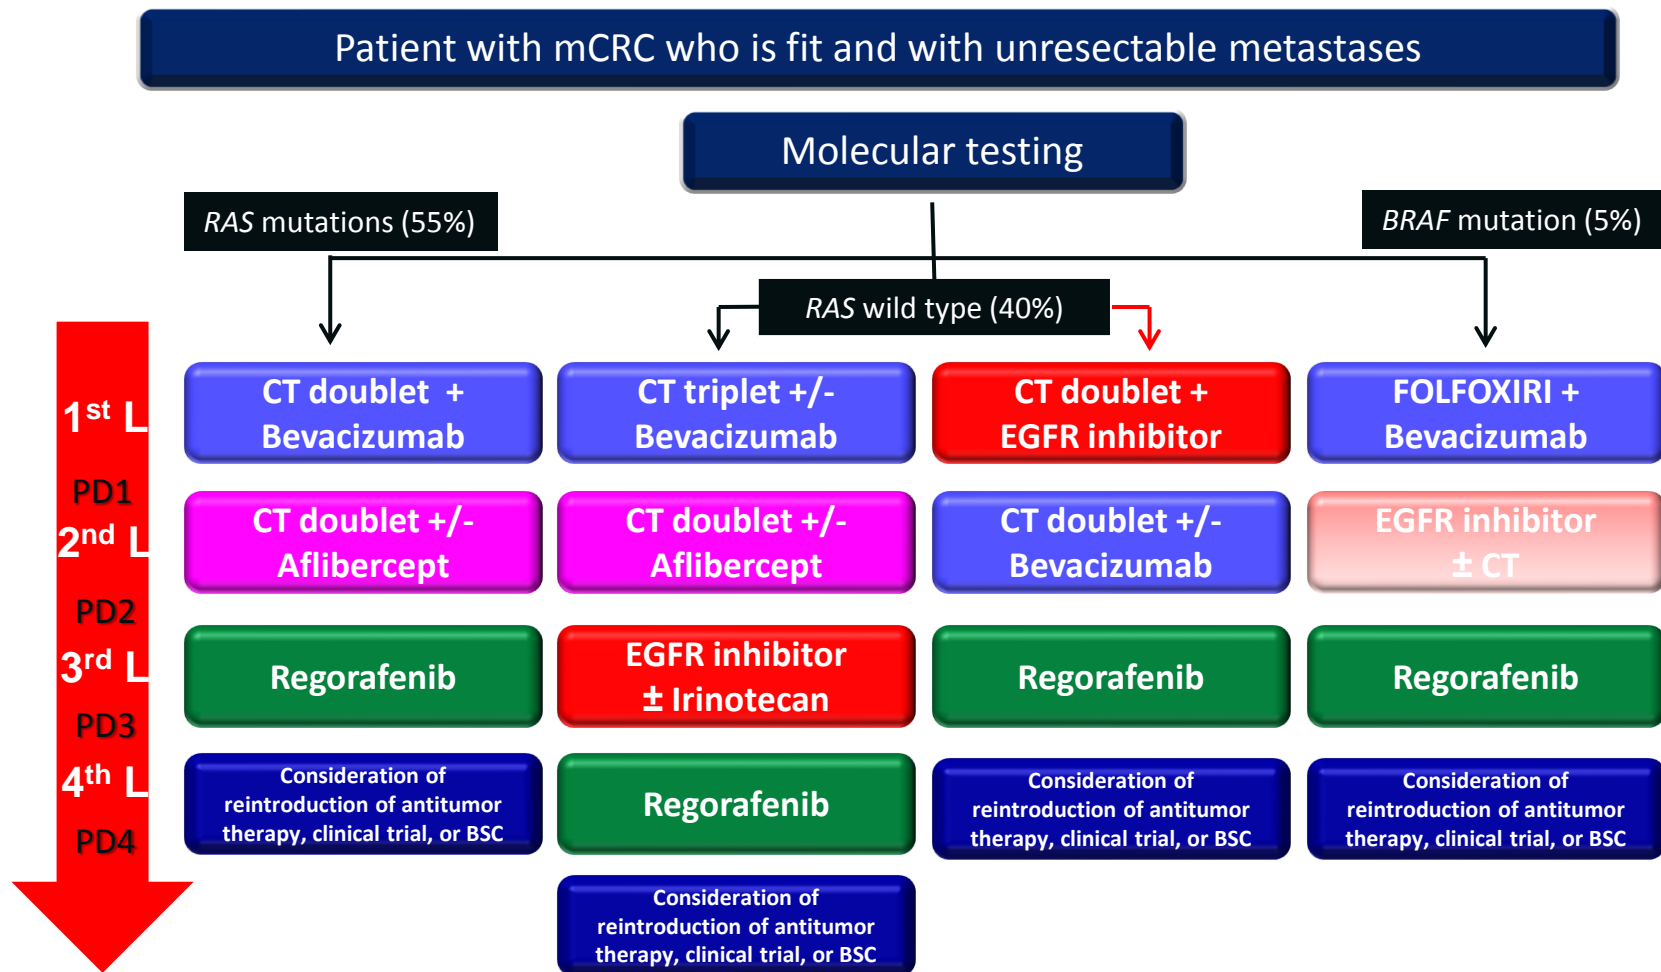 Patient with mCRC who is fit and with unresectable metastases
Molecular testing
RAS mutations (55%)
BRAF mutation (5%)
RAS wild type (40%)
1st L
CT doublet +
Bevacizumab
CT triplet +/-
Bevacizumab
CT doublet +
EGFR inhibitor
FOLFOXIRI +
Bevacizumab
PD1
2nd L
CT doublet +/-
Aflibercept
CT doublet +/-
Aflibercept
CT doublet +/-
Bevacizumab
EGFR inhibitor
± CT
PD2
3rd L
Regorafenib
EGFR inhibitor
± Irinotecan
Regorafenib
Regorafenib
PD3
4th L
Consideration of
reintroduction of antitumor
therapy, clinical trial, or BSC
Regorafenib
Consideration of
reintroduction of antitumor
therapy, clinical trial, or BSC
Consideration of
reintroduction of antitumor
therapy, clinical trial, or BSC
PD4
Consideration of
reintroduction of antitumor
therapy, clinical trial, or BSC